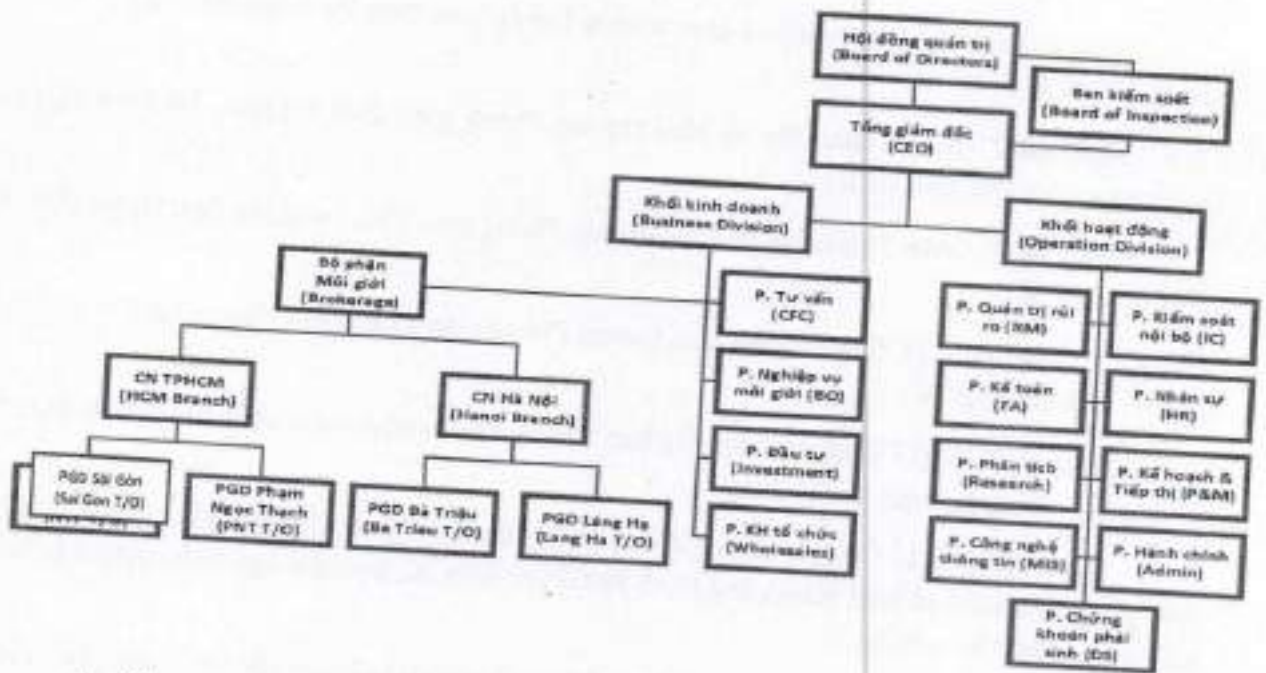 Hội đồng quản trị
(Board of Directors)
Ban kiểm soát
(Board of Inspection)
Tổng giám đốc
(CEO)
Khối kinh doanh
(Business Division)
Khối hoạt động
(Operation Division)
Bộ phận
Môi giới
(Brokerage)
P. Tư vấn
(CFC)
P. Quản trị rủi
ro (RM)
P. Kiểm soát
nội bộ (IC)
CN TPHCM
(HCM Branch)
CN Hà Nội
(Hanoi Branch)
P. Nghiệp vụ
môi giới (BO)
P. Kế toán
(FA)
P. Nhân sự
(HR)
PGD Sài Gòn
(Sai Gon T/O)
PGD Phạm
Ngọc Thạch
(PNT T/O)
PGD Bà Triệu
(Ba Trieu T/O)
PGD Láng Hạ
(Lang Ha T/O)
P. Đầu tư
(Investment)
P. Phân tích
(Research)
P. Kế hoạch &
Tiếp thị (P&M)
P. KH tổ chức
(Wholesales)
P. Công nghệ
thông tin (MIS)
P. Hành chính
(Admin)
P. Chứng
khoán phái
sinh (DS)